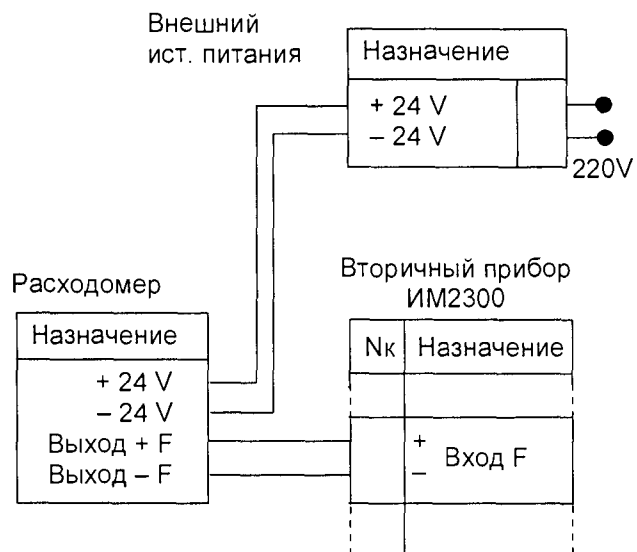 Внешний
ист. питания
Назначение
+ 24 V
– 24 V
220V
Расходомер
Назначение
+ 24 V
– 24 V
Выход + F
Выход – F
Вторичный прибор
ИМ2300
Nк Назначение
+
–
Вход F